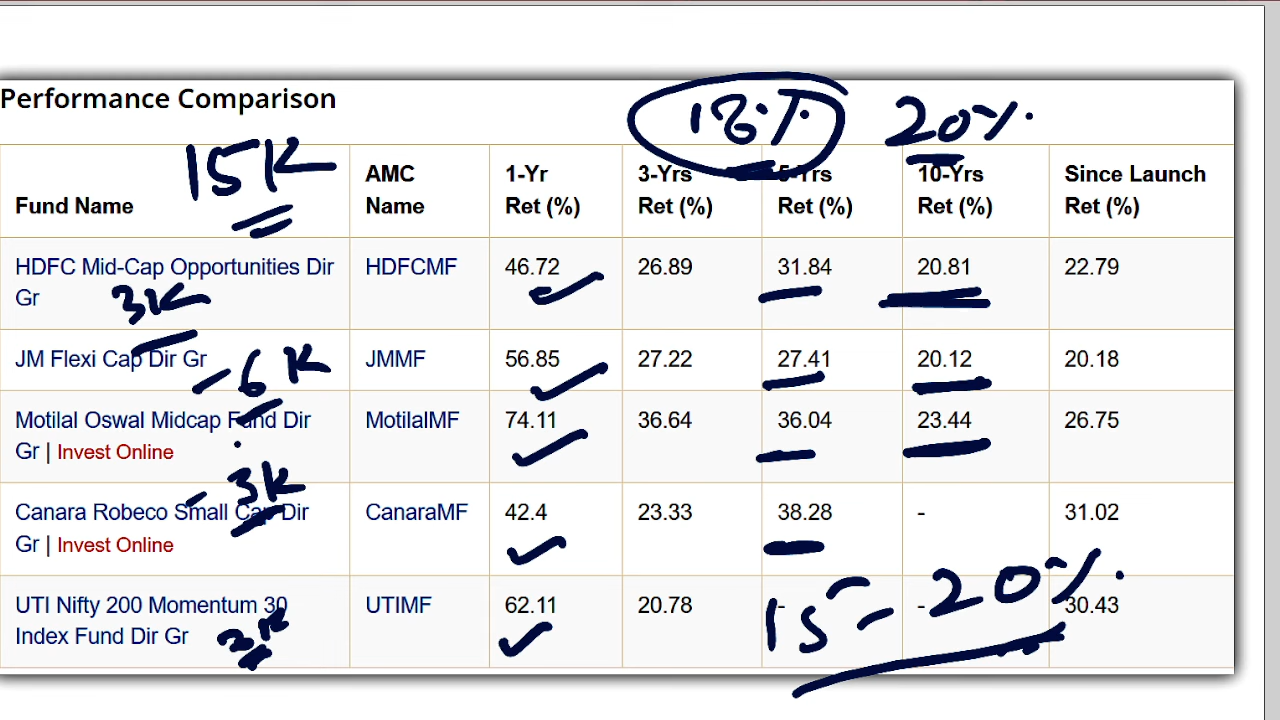 Performance Comparison
18%
20%.
15K
Fund Name
AMC Name
1-Yr Ret (%)
3-Yrs Ret (%)
5-Yrs Ret (%)
10-Yrs Ret (%)
Since Launch Ret (%)
HDFC Mid-Cap Opportunities Dir Gr
HDFCMF
46.72
26.89
31.84
20.81
22.79
3K
JM Flexi Cap Dir Gr
JMMF
56.85
27.22
27.41
20.12
20.18
- 6K
Motilal Oswal Midcap Fund Dir Gr | Invest Online
MotilalMF
74.11
36.64
36.04
23.44
26.75
- 3K
Canara Robeco Small Cap Dir Gr | Invest Online
CanaraMF
42.4
23.33
38.28
-
31.02
UTI Nifty 200 Momentum 30 Index Fund Dir Gr
UTIMF
62.11
20.78
-
-
30.43
15 - 20%.